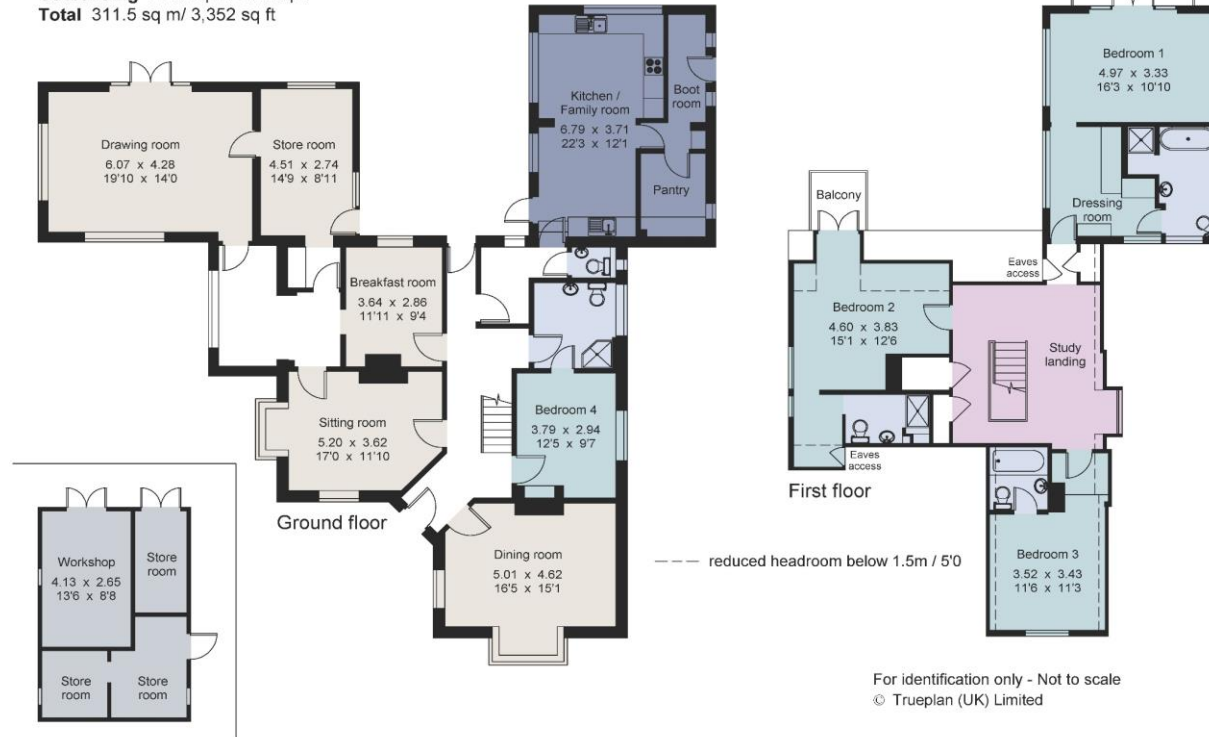 Total 311.5 sq m/ 3,352 sq ft
Drawing room
6.07 x 4.28
19'10 x 14'0
Store room
4.51 x 2.74
14'9 x 8'11
Kitchen /
Family room
6.79 x 3.71
22'3 x 12'1
Boot
room
Pantry
Breakfast room
3.64 x 2.86
11'11 x 9'4
Sitting room
5.20 x 3.62
17'0 x 11'10
Bedroom 4
3.79 x 2.94
12'5 x 9'7
Dining room
5.01 x 4.62
16'5 x 15'1
Ground floor
Workshop
4.13 x 2.65
13'6 x 8'8
Store
room
Store
room
Store
room
Bedroom 1
4.97 x 3.33
16'3 x 10'10
Dressing
room
Balcony
Eaves
access
Bedroom 2
4.60 x 3.83
15'1 x 12'6
Study
landing
Eaves
access
First floor
Bedroom 3
3.52 x 3.43
11'6 x 11'3
reduced headroom below 1.5m / 5'0
For identification only - Not to scale
© Trueplan (UK) Limited